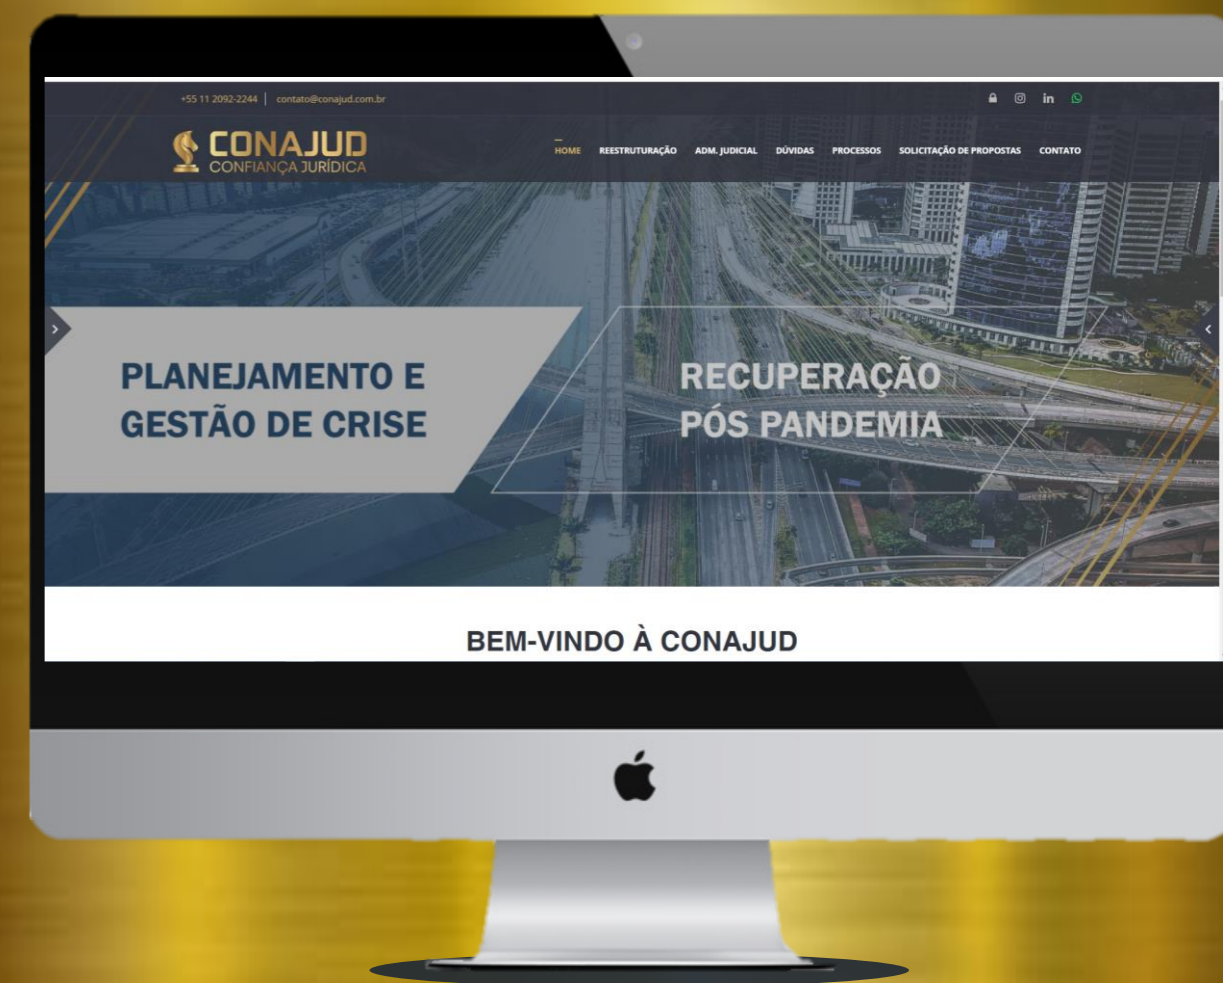 +55 11 2092-2244 | contato@conajud.com.br
in
CONAJUD
CONFIANÇA JURÍDICA
HOME REESTRUTURAÇÃO ADM. JUDICIAL DÚVIDAS PROCESSOS SOLICITAÇÃO DE PROPOSTAS CONTATO
PLANEJAMENTO E
GESTÃO DE CRISE
RECUPERAÇÃO
PÓS PANDEMIA
BEM-VINDO À CONAJUD